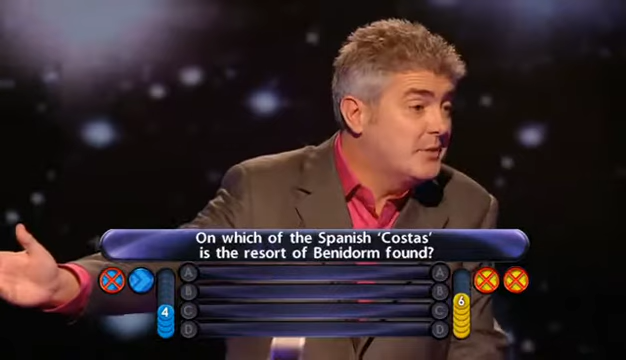 On which of the Spanish 'Costas'
is the resort of Benidorm found?
A A
B B
C C
D D
4 6